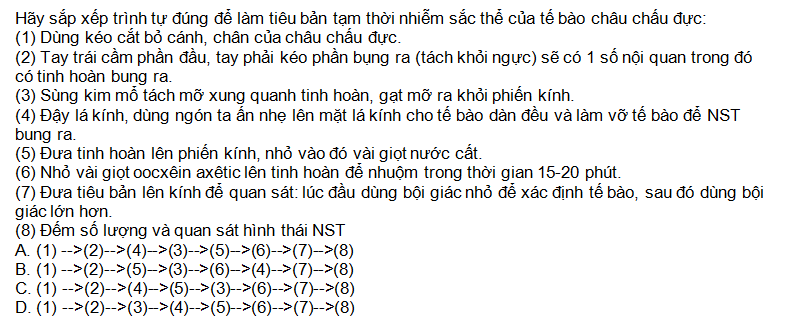 Hãy sắp xếp trình tự đúng để làm tiêu bản tạm thời nhiễm sắc thể của tế bào châu chấu đực:
(1) Dùng kéo cắt bỏ cánh, chân của châu chấu đực.
(2) Tay trái cầm phần đầu, tay phải kéo phần bụng ra (tách khỏi ngực) sẽ có 1 số nội quan trong đó
có tinh hoàn bung ra.
(3) Sùng kim mổ tách mỡ xung quanh tinh hoàn, gạt mỡ ra khỏi phiến kính.
(4) Đậy lá kính, dùng ngón ta ấn nhẹ lên mặt lá kính cho tế bào dàn đều và làm vỡ tế bào để NST
bung ra.
(5) Đưa tinh hoàn lên phiến kính, nhỏ vào đó vài giọt nước cất.
(6) Nhỏ vài giọt oocxêin axêtic lên tinh hoàn để nhuộm trong thời gian 15-20 phút.
(7) Đưa tiêu bản lên kính để quan sát: lúc đầu dùng bội giác nhỏ để xác định tế bào, sau đó dùng bội
giác lớn hơn.
(8) Đếm số lượng và quan sát hình thái NST
A. (1) -->(2)-->(4)-->(3)-->(5)-->(6)-->(7)-->(8)
B. (1) -->(2)-->(5)-->(3)-->(6)-->(4)-->(7)-->(8)
C. (1) -->(2)-->(4)-->(5)-->(3)-->(6)-->(7)-->(8)
D. (1) -->(2)-->(3)-->(4)-->(5)-->(6)-->(7)-->(8)